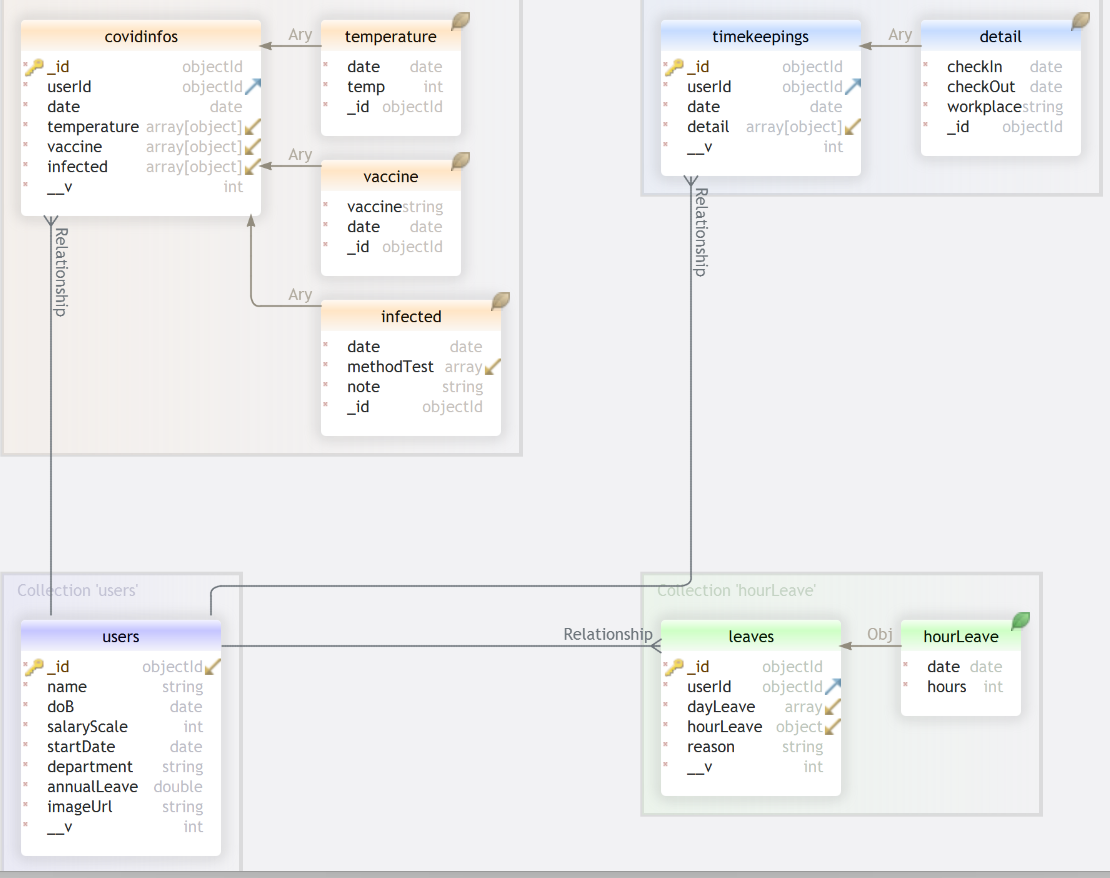 covidinfos
_id objectId
userId objectId
date date
temperature array[object]
vaccine array[object]
infected array[object]
__v int
Ary
temperature
date date
temp int
_id objectId
Ary
vaccine
vaccine string
date date
_id objectId
Ary
infected
date date
methodTest array
note string
_id objectId
timekeepings
_id objectId
userId objectId
date date
detail array[object]
__v int
Ary
detail
checkIn date
checkOut date
workplace string
_id objectId
Relationship
Relationship
Collection 'users'
users
_id objectId
name string
doB date
salaryScale int
startDate date
department string
annualLeave double
imageUrl string
__v int
Relationship
Collection 'hourLeave'
leaves
_id objectId
userId objectId
dayLeave array
hourLeave object
reason string
__v int
Obj
hourLeave
date date
hours int